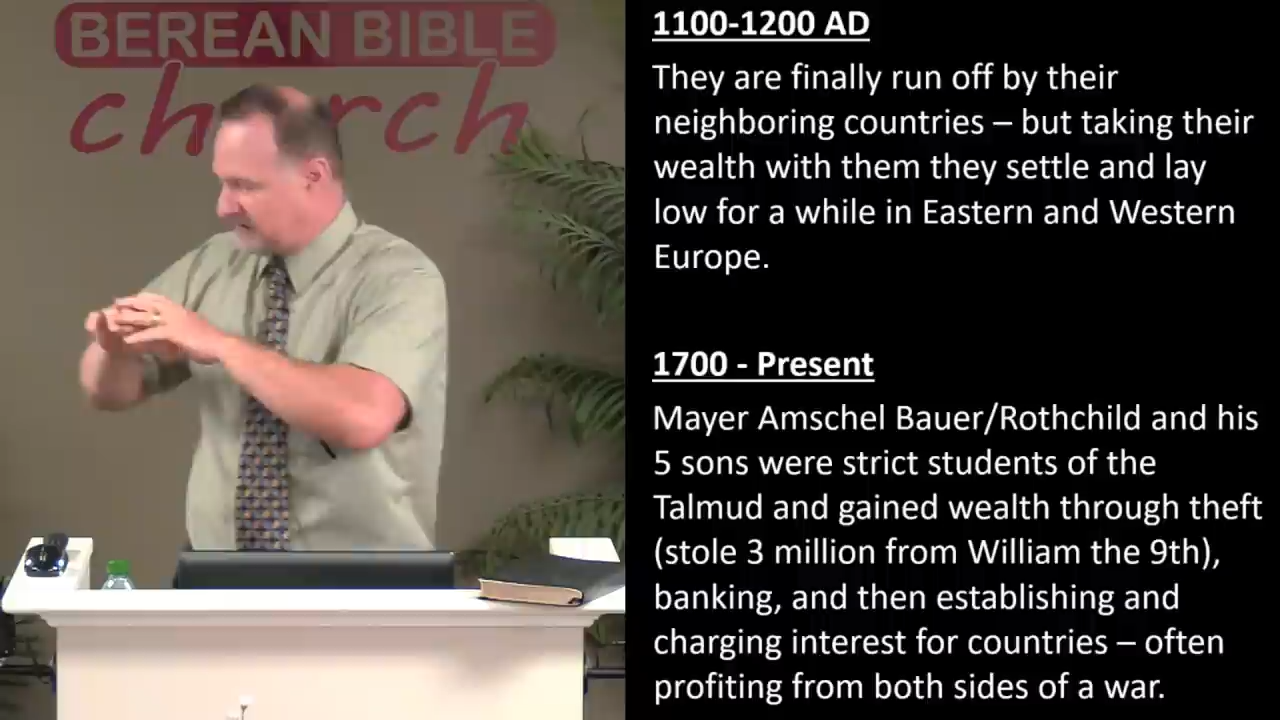 BEREAN BIBLE
church
1100-1200 AD
They are finally run off by their
neighboring countries – but taking their
wealth with them they settle and lay
low for a while in Eastern and Western
Europe.
1700 - Present
Mayer Amschel Bauer/Rothchild and his
5 sons were strict students of the
Talmud and gained wealth through theft
(stole 3 million from William the 9th),
banking, and then establishing and
charging interest for countries – often
profiting from both sides of a war.